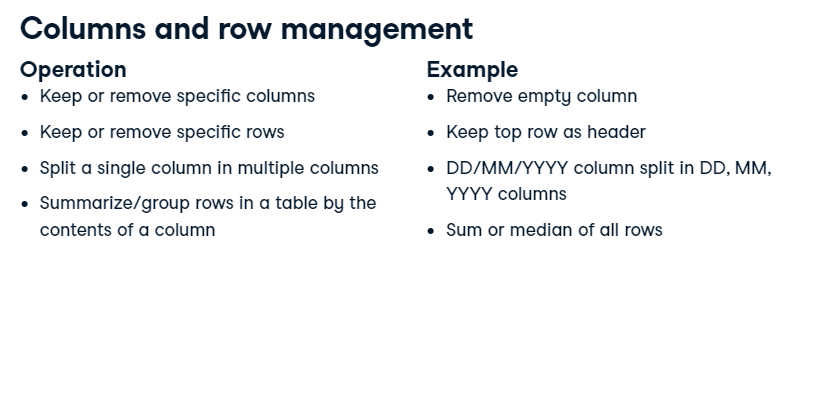 Columns and row management
Operation
• Keep or remove specific columns
• Keep or remove specific rows
• Split a single column in multiple columns
• Summarize/group rows in a table by the
contents of a column
Example
• Remove empty column
• Keep top row as header
• DD/MM/YYYY column split in DD, MM,
YYYY columns
• Sum or median of all rows